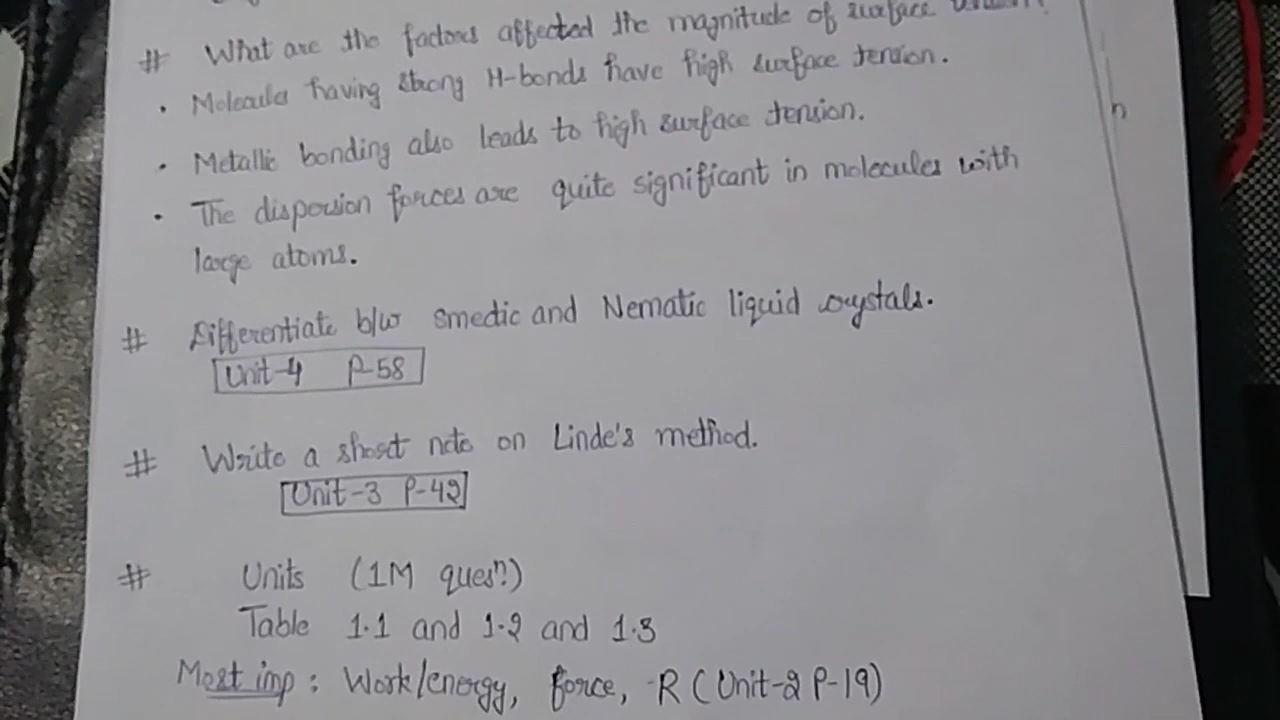 # What are the factors affected the magnitude of surface
• Molecules having strong H-bonds have high surface tension.
• Metallic bonding also leads to high surface tension.
• The dispersion forces are quite significant in molecules with
large atoms.
# Differentiate b/w smedic and Nematic liquid crystals.
Unit-4 P-58
# Write a short note on Linde's method.
Unit-3 P-42
# Units (1M quesⁿ?)
Table 1.1 and 1.2 and 1.3
Most imp : Work/energy, force, R (Unit-2 P-19)